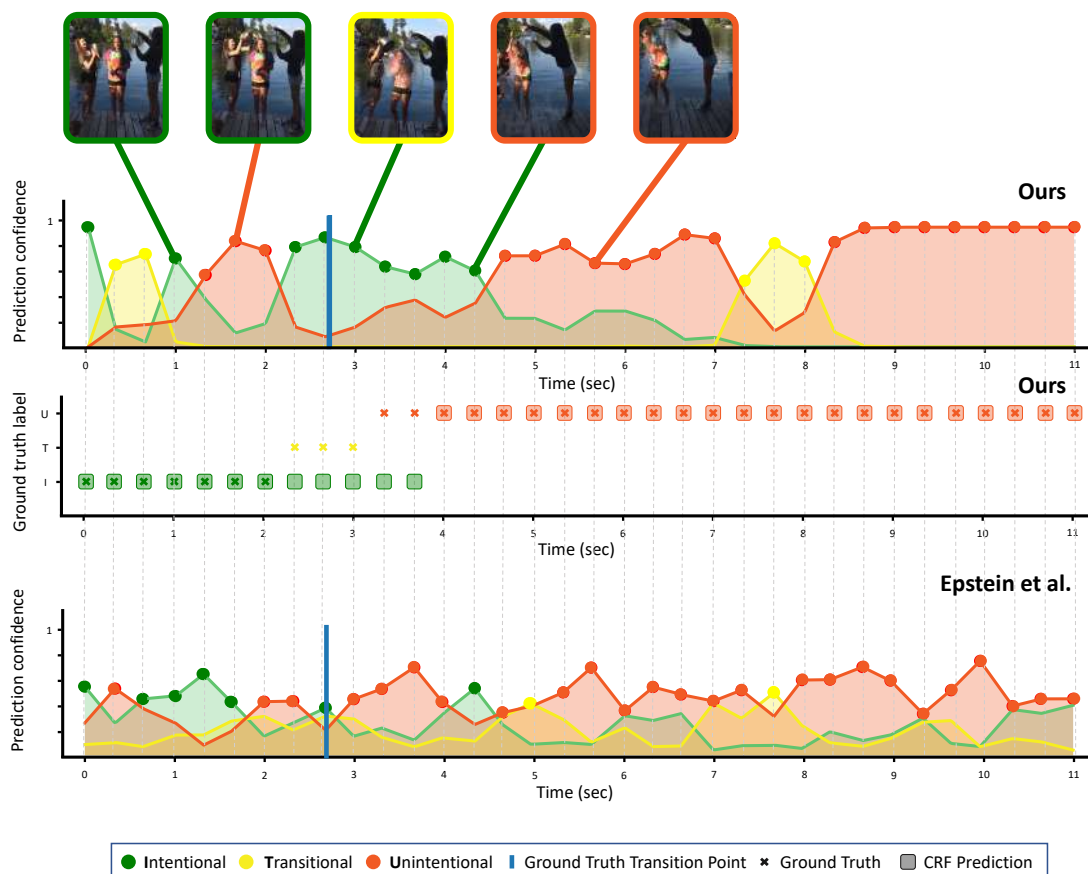 Ours
Prediction confidence
1
0 1 2 3 4 5 6 7 8 9 10 11
Time (sec)
Ours
Ground truth label
U
T
I
0 1 2 3 4 5 6 7 8 9 10 11
Time (sec)
Epstein et al.
Prediction confidence
1
0 1 2 3 4 5 6 7 8 9 10 11
Time (sec)
Intentional Transitional Unintentional Ground Truth Transition Point Ground Truth CRF Prediction